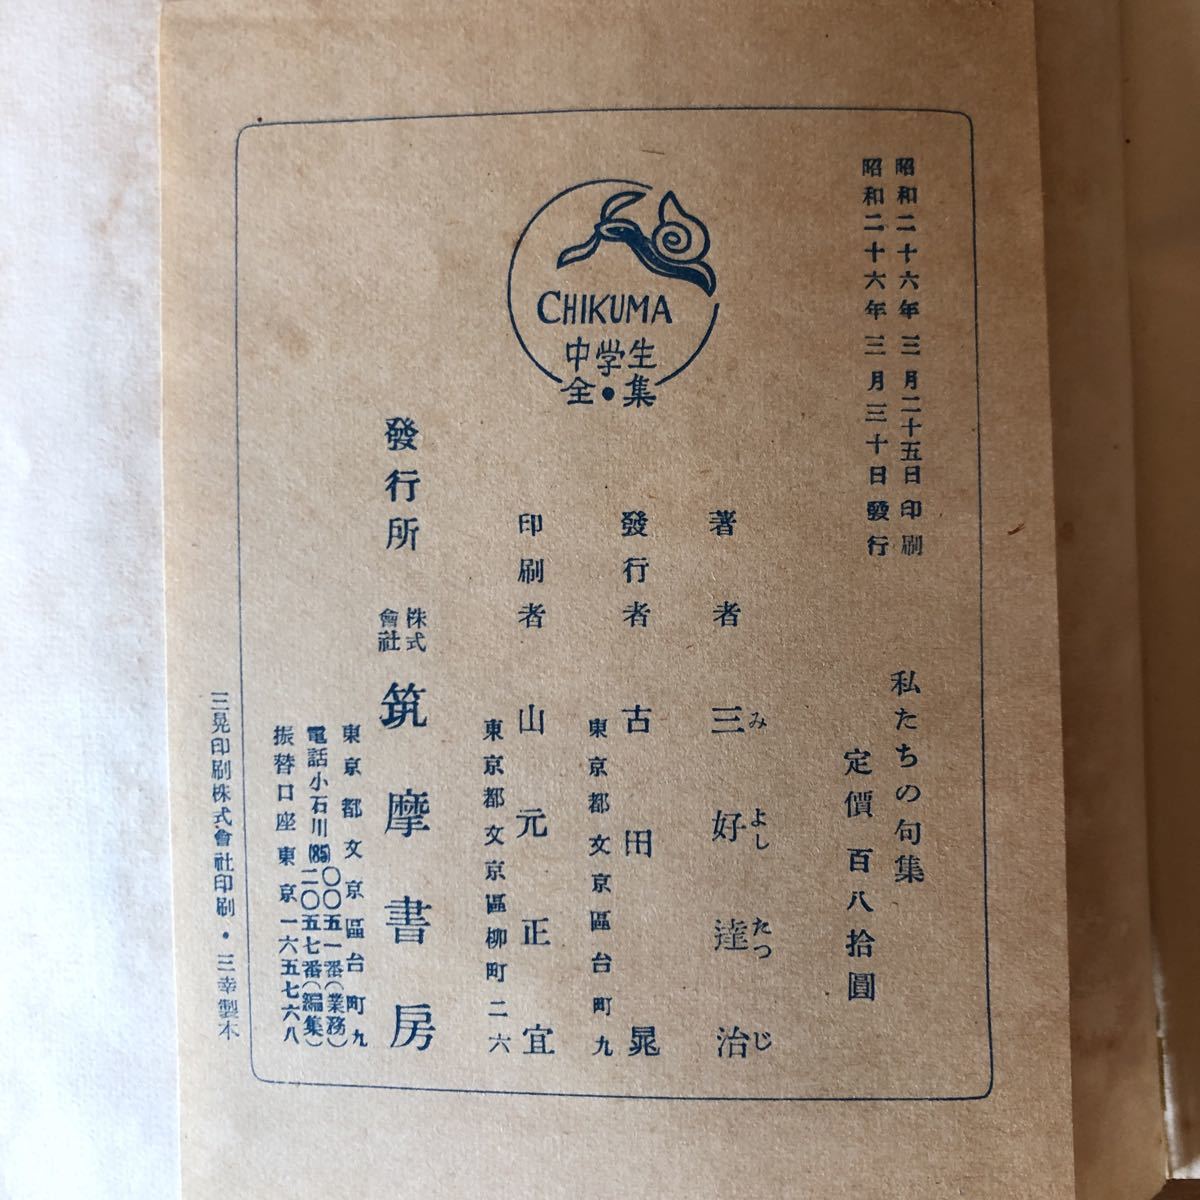 昭和二十六年三月二十五日印刷
昭和二十六年三月三十日發行
私たちの句集
定價百八拾圓
著者 三好達治
みよしたつじ
發行者 古田晁
東京都文京區台町九
印刷者 山元正宜
東京都文京區柳町二六
CHIKUMA
中学生
全・集
發行所 株式會社 筑摩書房
東京都文京區台町九
電話小石川(85)〇〇五一番(業務)
二〇五七番(編集)
振替口座東京一六五七六八
三晃印刷株式會社印刷・三幸製本